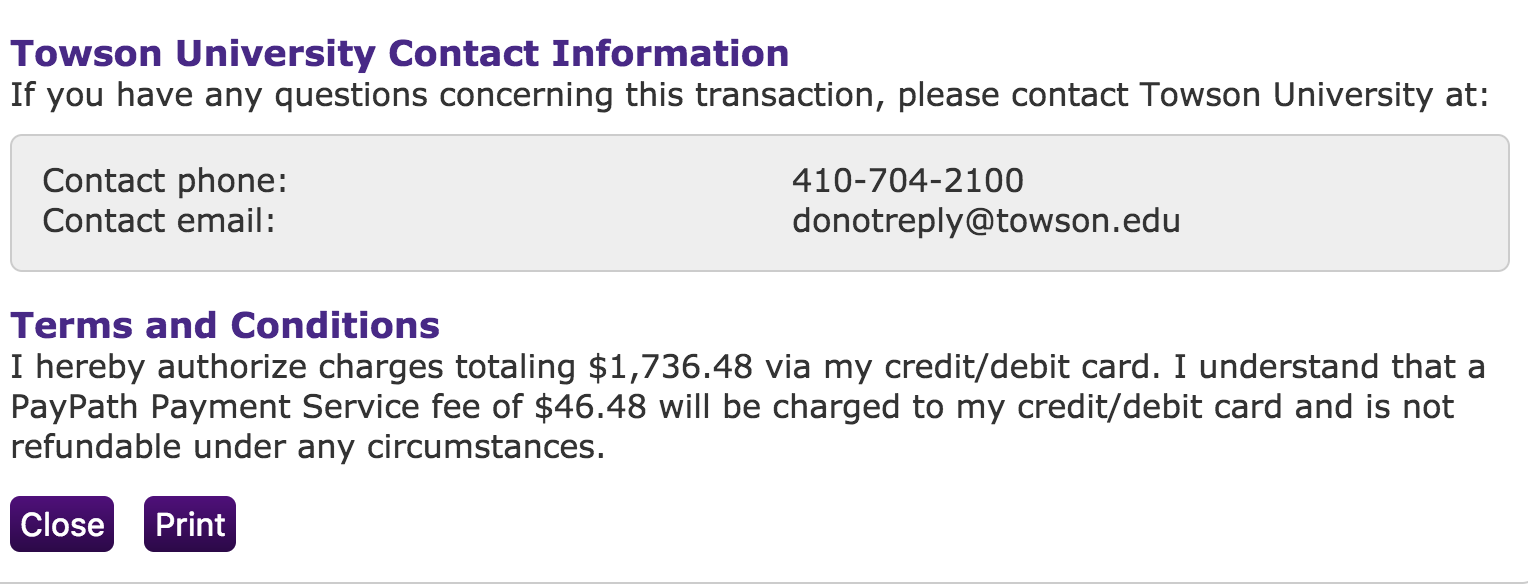 Towson University Contact Information
If you have any questions concerning this transaction, please contact Towson University at:
Contact phone: 410-704-2100
Contact email: donotreply@towson.edu
Terms and Conditions
I hereby authorize charges totaling $1,736.48 via my credit/debit card. I understand that a
PayPath Payment Service fee of $46.48 will be charged to my credit/debit card and is not
refundable under any circumstances.
Close Print